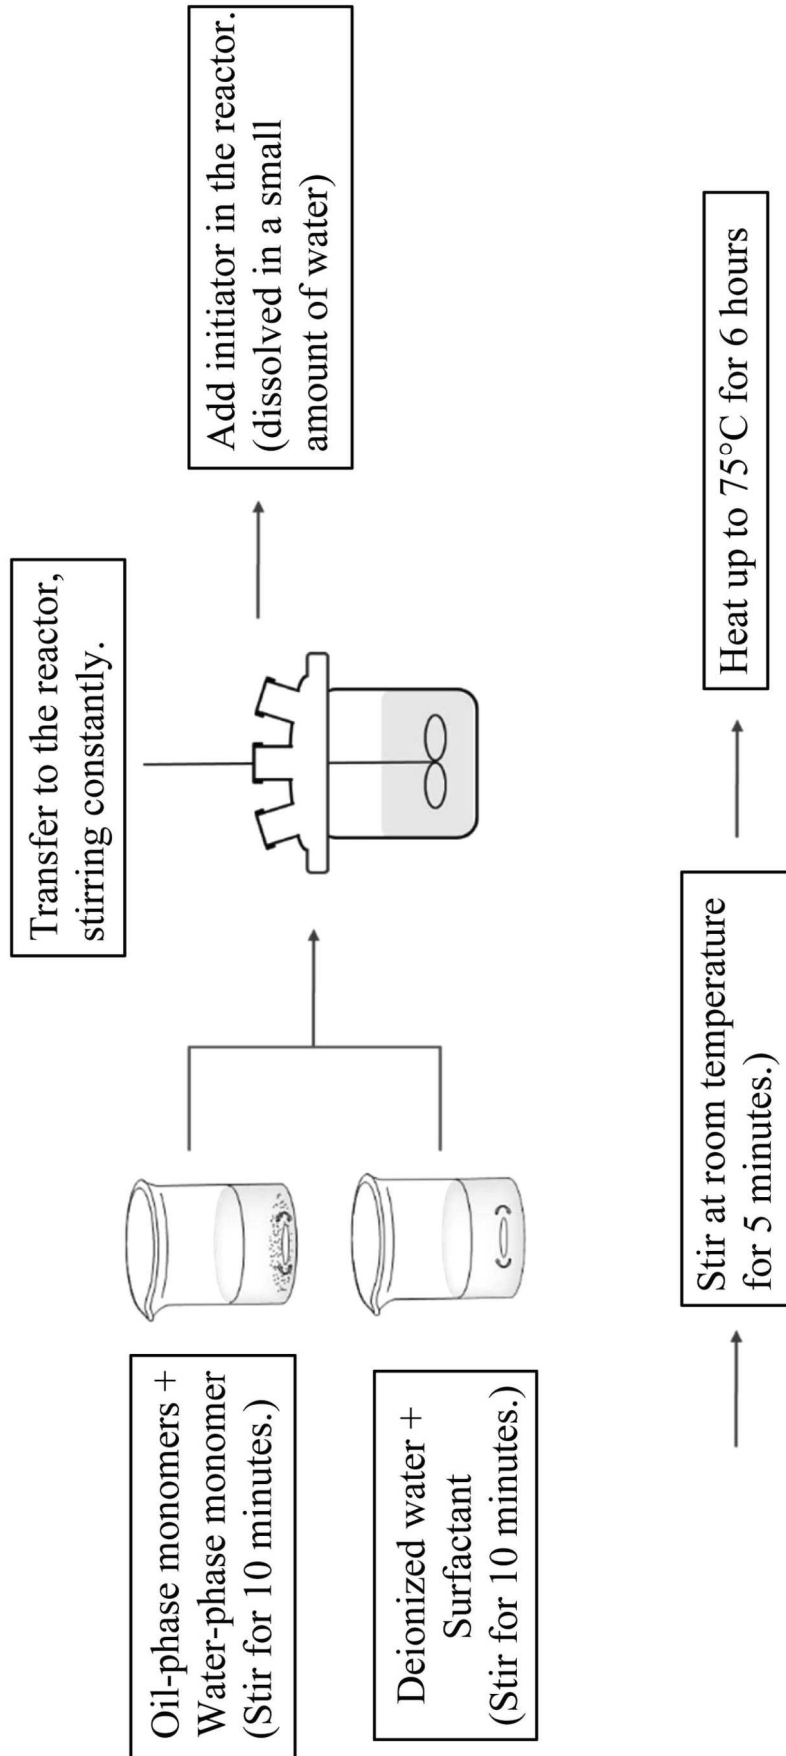 Oil-phase monomers +
Water-phase monomer
(Stir for 10 minutes.)
Deionized water +
Surfactant
(Stir for 10 minutes.)
Transfer to the reactor,
stirring constantly.
Add initiator in the reactor.
(dissolved in a small
amount of water)
Stir at room temperature
for 5 minutes.)
Heat up to 75°C for 6 hours